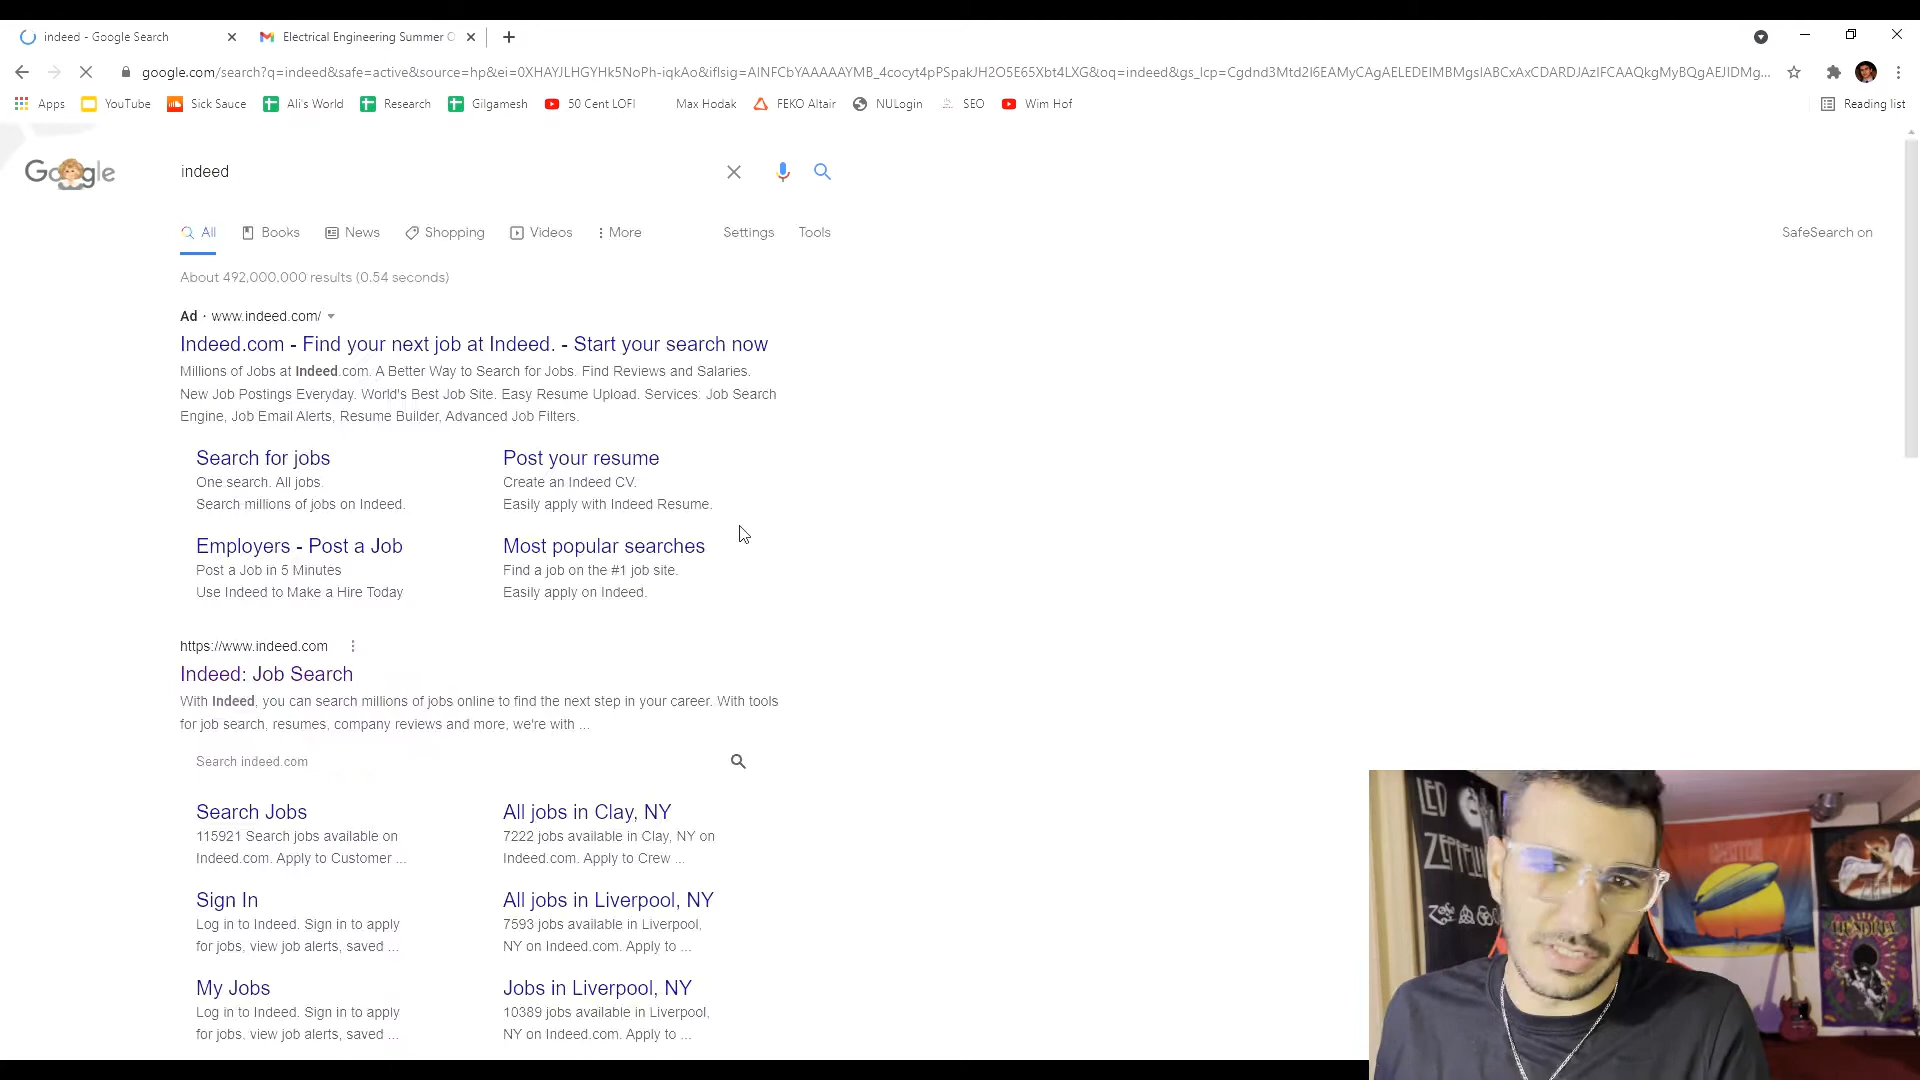 indeed - Google Search
Electrical Engineering Summer O
google.com/search?q=indeed&safe=active&source=hp&ei=0XHAYJLHGYHk5NoPh-iqkAo&iflsig=AINFCbYAAAAAYMB_4cocyt4pPSpakJH2O5E65Xbt4LXG&oq=indeed&gs_lcp=Cgdnd3Mtd2l6EAMyCAgAELEDEIMBMgsIABCxAxCDARDJAzIFCAAQkgMyBQgAEJIDMg...
Apps YouTube Sick Sauce Ali's World Research Gilgamesh 50 Cent LOFI Max Hodak FEKO Altair NULogin SEO Wim Hof Reading list
Google indeed
All Books News Shopping Videos More Settings Tools SafeSearch on
About 492,000,000 results (0.54 seconds)
Ad · www.indeed.com/
Indeed.com - Find your next job at Indeed. - Start your search now
Millions of Jobs at Indeed.com. A Better Way to Search for Jobs. Find Reviews and Salaries.
New Job Postings Everyday. World's Best Job Site. Easy Resume Upload. Services: Job Search
Engine, Job Email Alerts, Resume Builder, Advanced Job Filters.
Search for jobs
One search. All jobs.
Search millions of jobs on Indeed.
Post your resume
Create an Indeed CV.
Easily apply with Indeed Resume.
Employers - Post a Job
Post a Job in 5 Minutes
Use Indeed to Make a Hire Today
Most popular searches
Find a job on the #1 job site.
Easily apply on Indeed.
https://www.indeed.com
Indeed: Job Search
With Indeed, you can search millions of jobs online to find the next step in your career. With tools
for job search, resumes, company reviews and more, we're with ...
Search indeed.com
Search Jobs
115921 Search jobs available on
Indeed.com. Apply to Customer ...
All jobs in Clay, NY
7222 jobs available in Clay, NY on
Indeed.com. Apply to Crew ...
Sign In
Log in to Indeed. Sign in to apply
for jobs, view job alerts, saved ...
All jobs in Liverpool, NY
7593 jobs available in Liverpool,
NY on Indeed.com. Apply to ...
My Jobs
Log in to Indeed. Sign in to apply
for jobs, view job alerts, saved ...
Jobs in Liverpool, NY
10389 jobs available in Liverpool,
NY on Indeed.com. Apply to ...
LED
ZEPPELIN